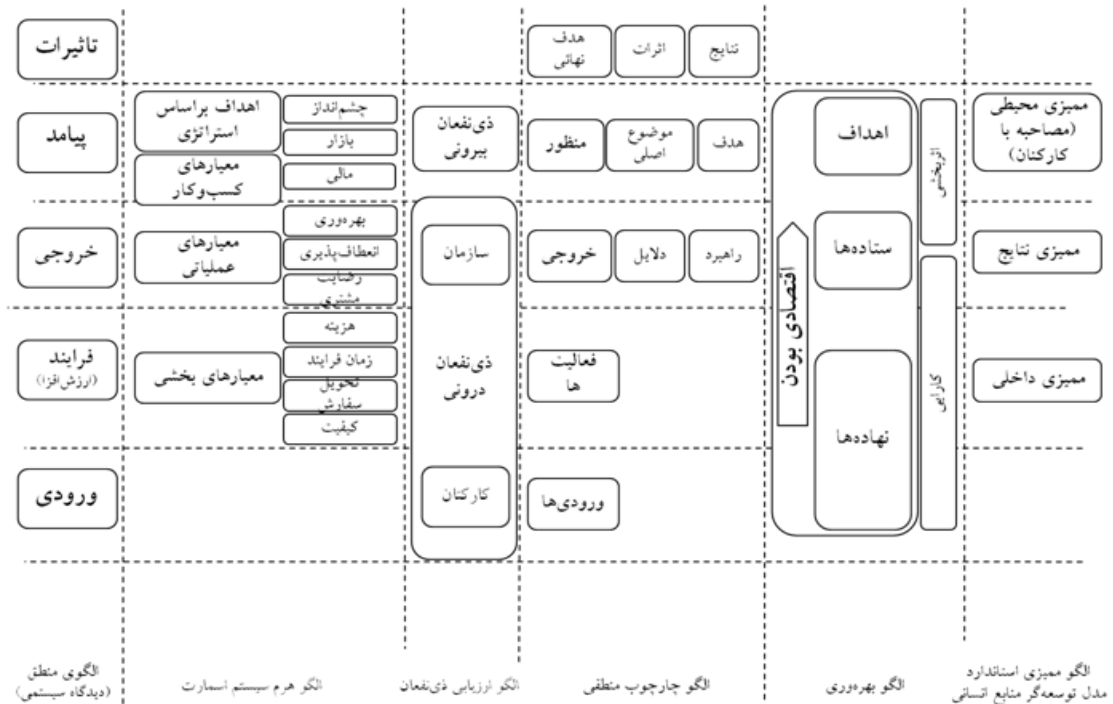 تاثیرات
هدف
نهائی
اثرات
نتایج
پیامد
اهداف براساس
استراتژی
معیارهای
کسب‌وکار
چشم‌انداز
بازار
مالی
ذی‌نفعان
بیرونی
منظور
موضوع
اصلی
هدف
اهداف
اثربخشی
ممیزی محیطی
(مصاحبه با
کارکنان)
خروجی
معیارهای
عملیاتی
بهره‌وری
انعطاف‌پذیری
رضایت
مشتری
سازمان
خروجی
دلایل
راهبرد
اقتصادی بودن
ستاده‌ها
ممیزی نتایج
فرایند
(ارزش‌افزا)
معیارهای بخشی
هزینه
زمان فرایند
تحویل
سفارش
کیفیت
ذی‌نفعان
درونی
فعالیت
ها
نهاده‌ها
کارایی
ممیزی داخلی
ورودی
کارکنان
ورودی‌ها
الگوی منطق
(دیدگاه سیستمی)
الگو هرم سیستم اسمارت
الگو ارزیابی ذی‌نفعان
الگو چارچوب منطقی
الگو بهره‌وری
الگو ممیزی استاندارد
مدل توسعه‌گر منابع انسانی